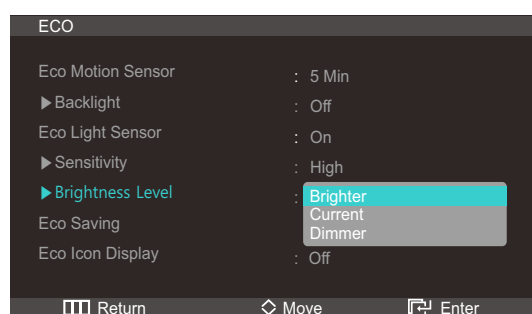 ECO
Eco Motion Sensor : 5 Min
▶Backlight : Off
Eco Light Sensor : On
▶Sensitivity : High
▶Brightness Level : Brighter
Current
Eco Saving Dimmer
Eco Icon Display : Off
Return Move Enter